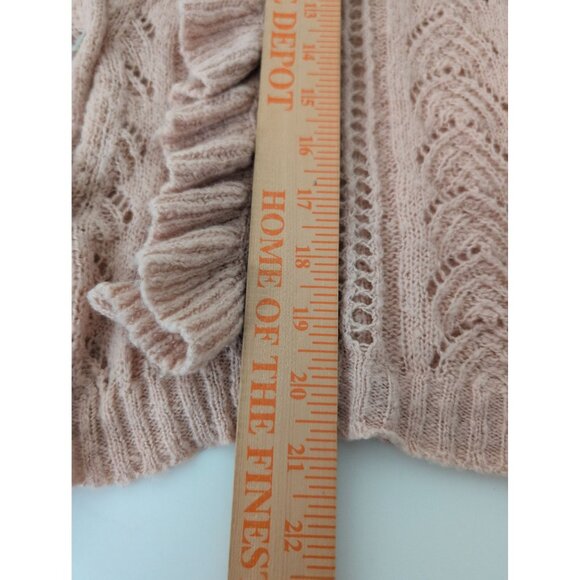 C DEPOT HOME OF THE FINES
13 14 15 16 17 18 19 20 21 22